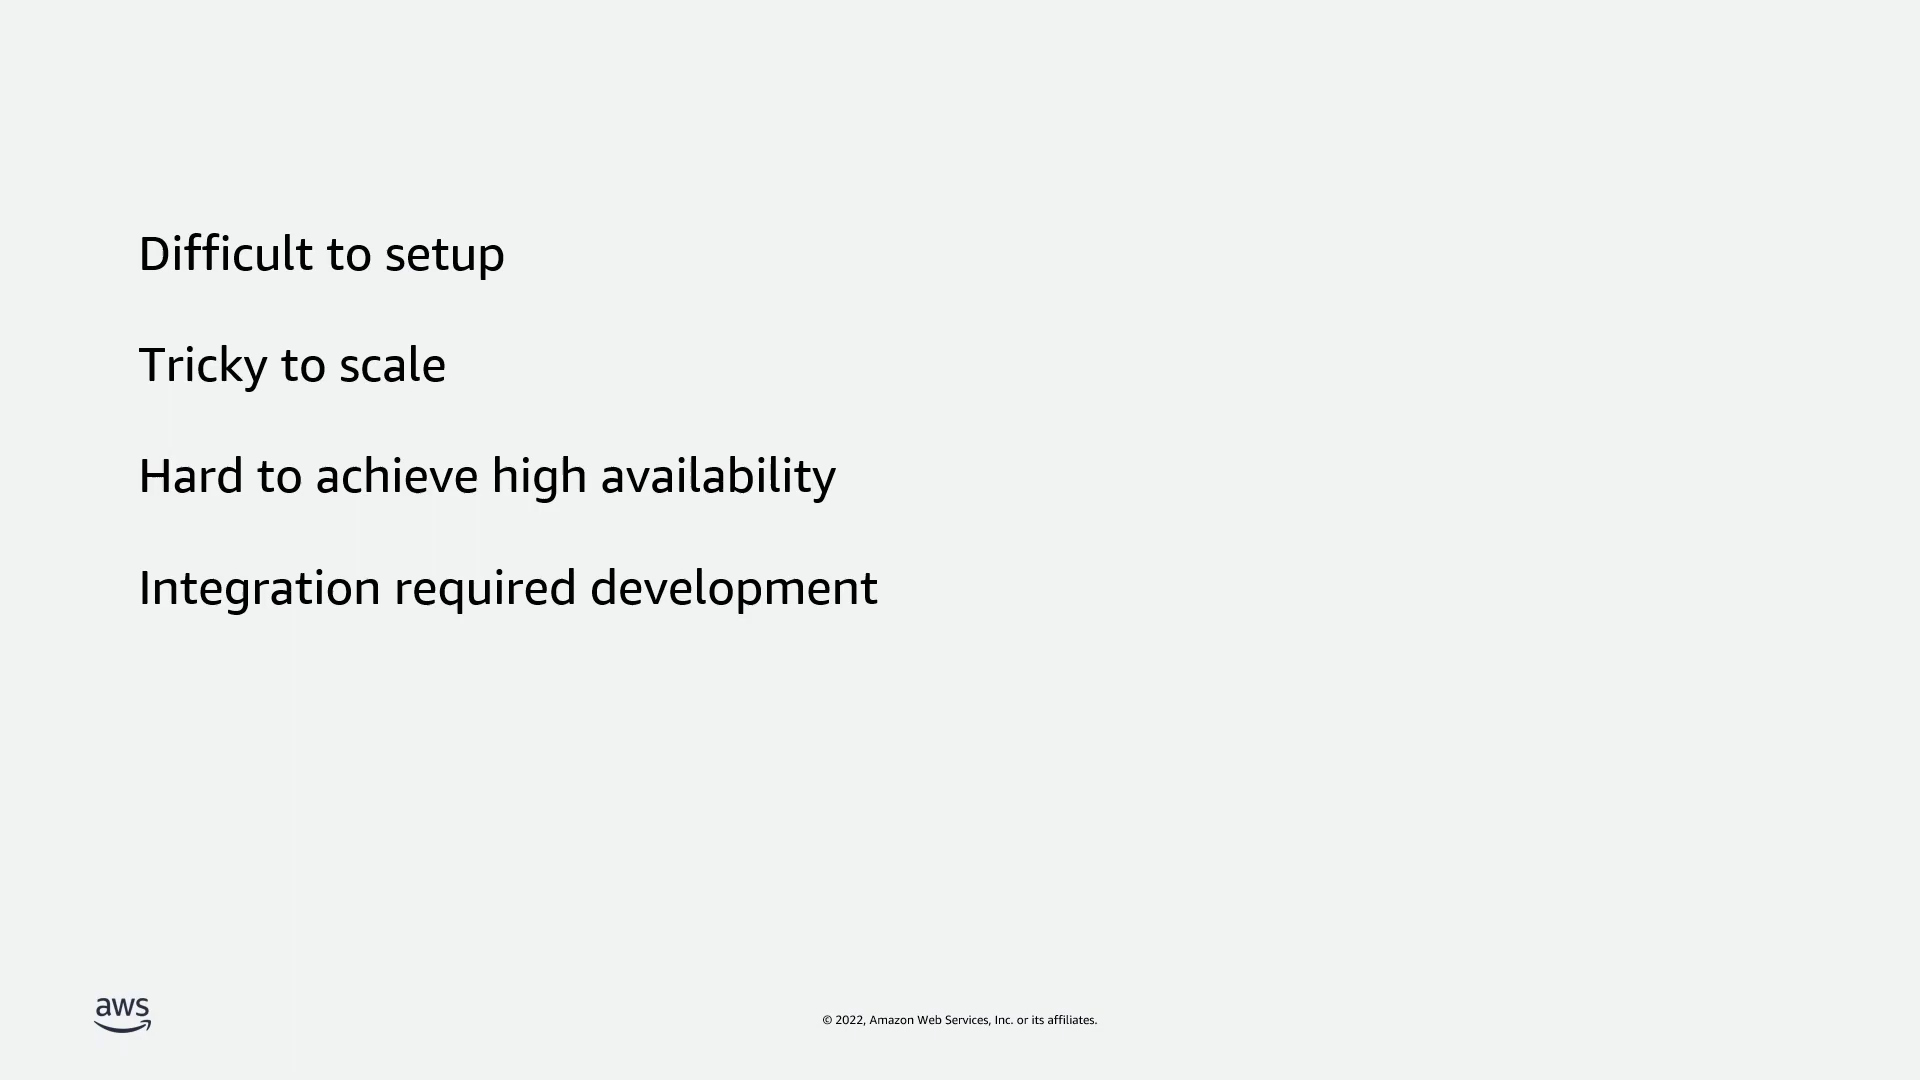 Difficult to setup
Tricky to scale
Hard to achieve high availability
Integration required development
aws
© 2022, Amazon Web Services, Inc. or its affiliates.